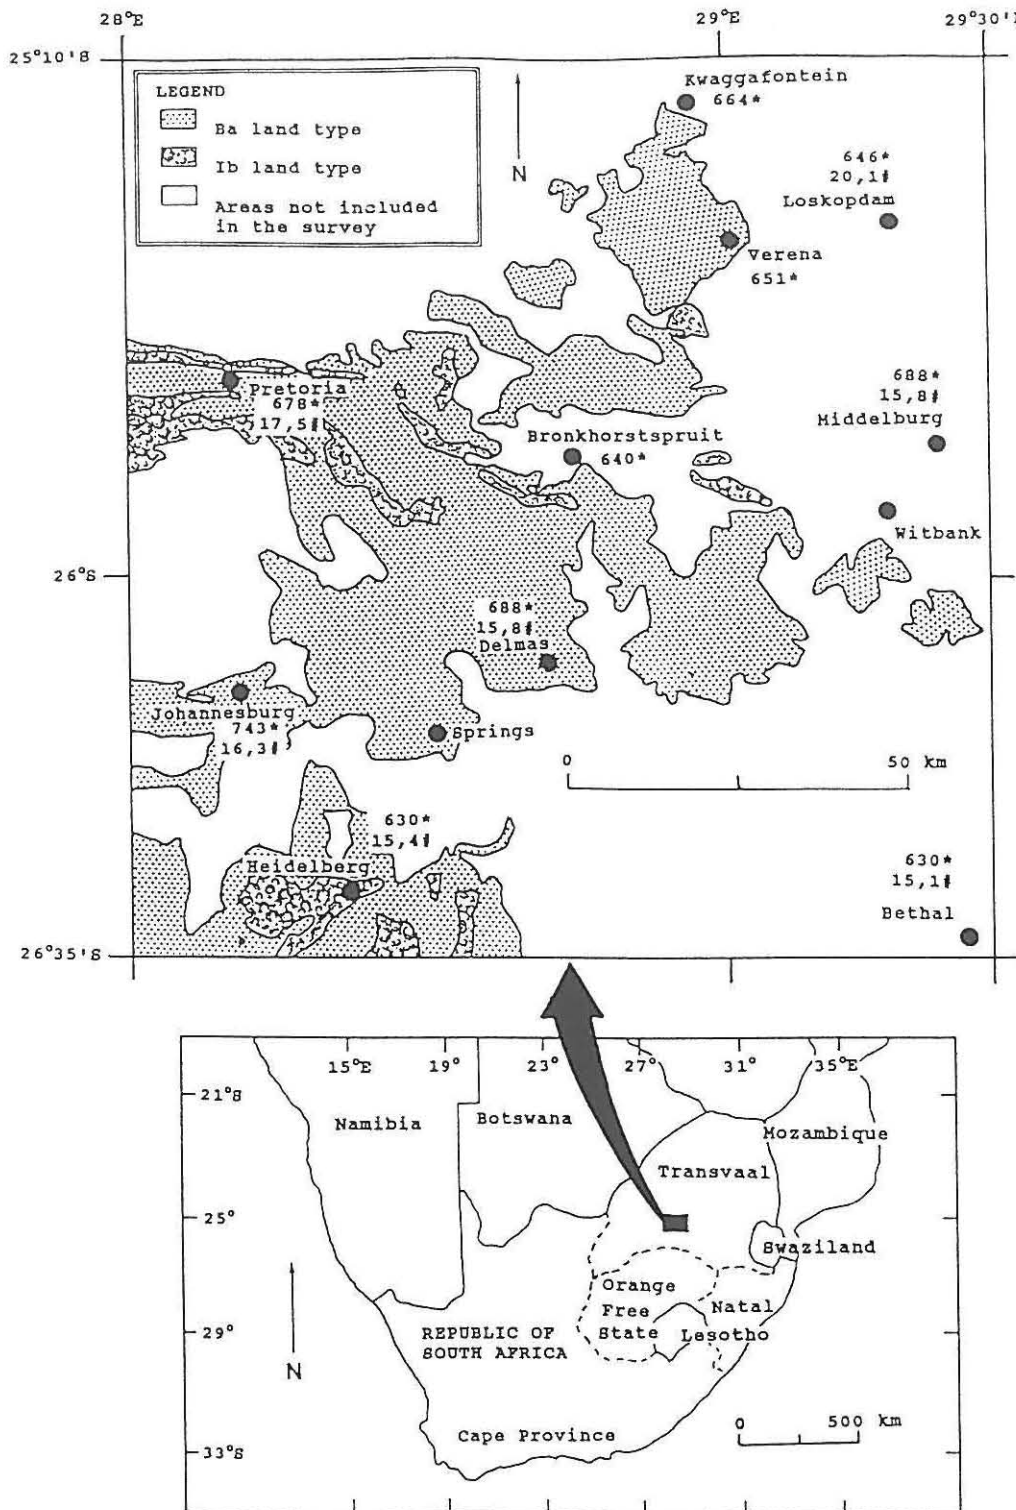 28°E
29°E
25°10'S
LEGEND
Ba land type
Ib land type
Areas not included
in the survey
N
Kwaggafontein
664*
646*
20,1#
Loskopdam
Verena
651*
Pretoria
678*
17,5#
688*
15,8#
Middelburg
Bronkhorstspruit
640*
Witbank
26°S
688*
15,8#
Delmas
Johannesburg
743*
16,3#
Springs
0 50 km
630*
15,4#
Heidelberg
630*
15,1#
Bethal
26°35'S
15°E 19° 23° 27° 31° 35°E
21°S
Namibia
Botswana
Mozambique
Transvaal
25°
Swaziland
Orange
Free
State
Natal
Lesotho
29°
REPUBLIC OF
SOUTH AFRICA
N
0 500 km
Cape Province
33°S